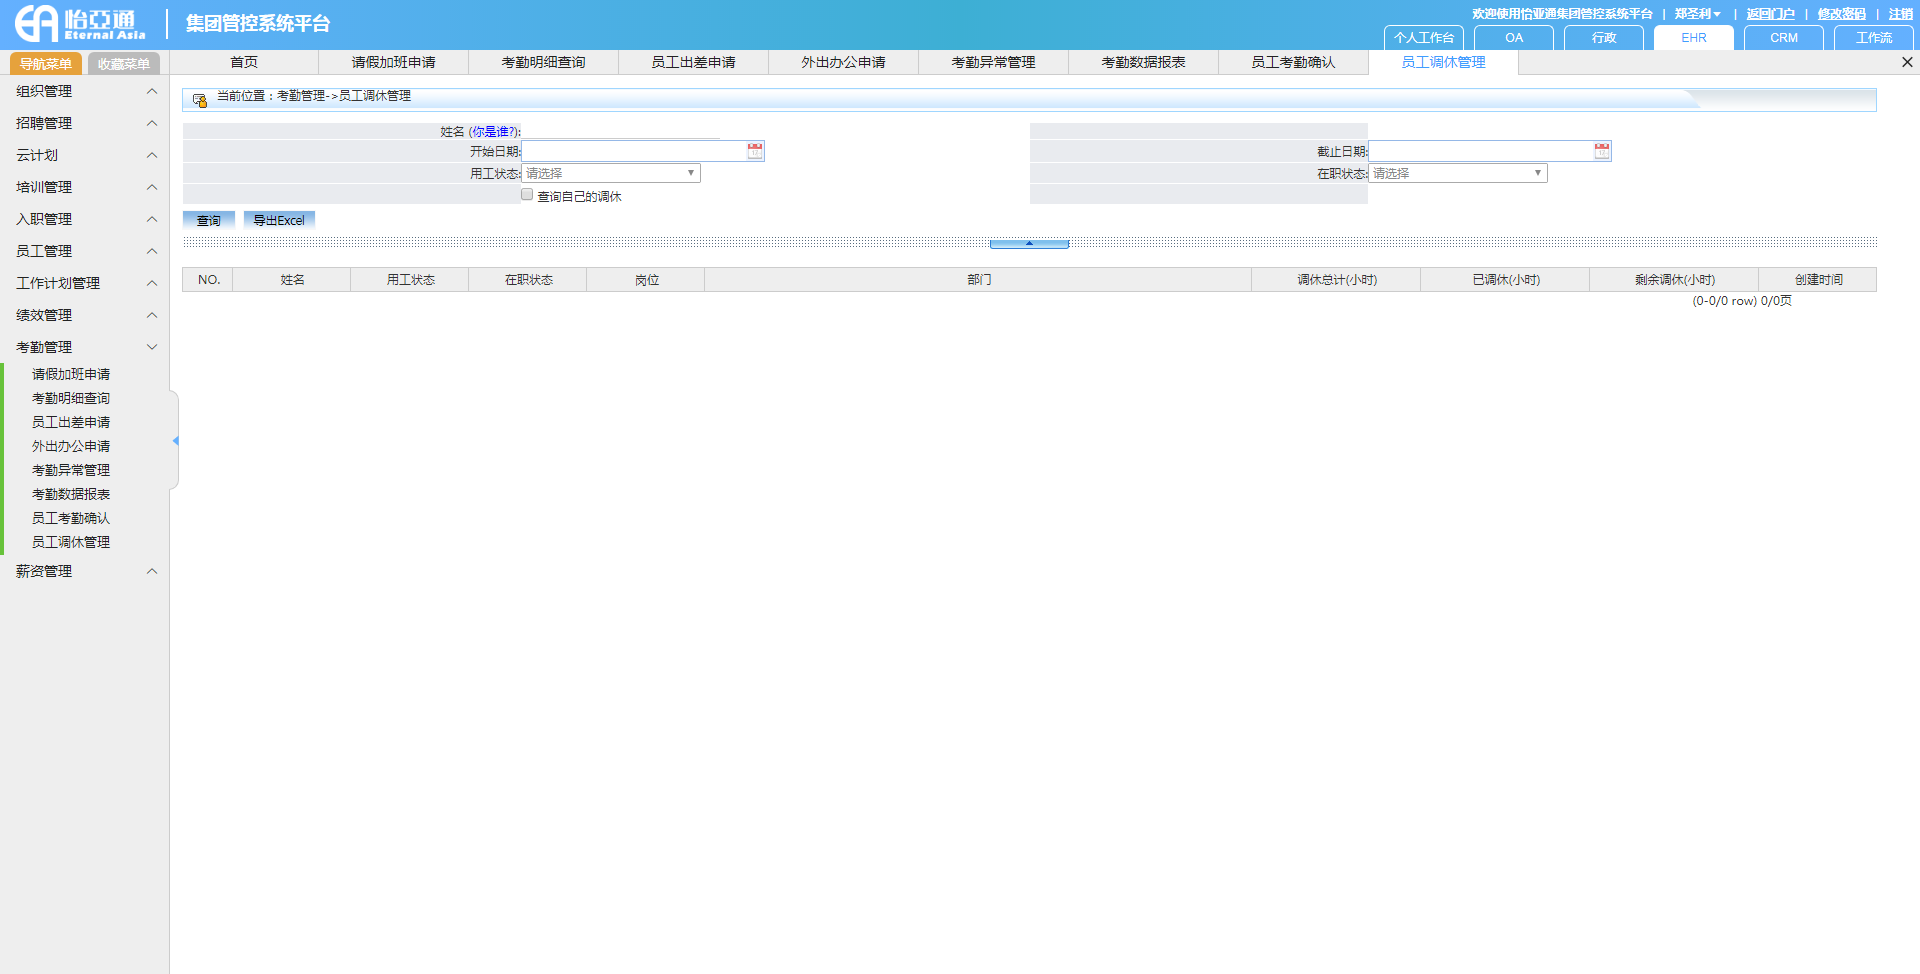 怡亞通
Eternal Asia
集团管控系统平台
欢迎使用怡亚通集团管控系统平台 | 郑圣利 | 返回门户 | 修改密码 | 注销
个人工作台 OA 行政 EHR CRM 工作流
导航菜单 收藏菜单
首页 请假加班申请 考勤明细查询 员工出差申请 外出办公申请 考勤异常管理 考勤数据报表 员工考勤确认 员工调休管理
组织管理
招聘管理
云计划
培训管理
入职管理
员工管理
工作计划管理
绩效管理
考勤管理
请假加班申请
考勤明细查询
员工出差申请
外出办公申请
考勤异常管理
考勤数据报表
员工考勤确认
员工调休管理
薪资管理
当前位置：考勤管理->员工调休管理
姓名 (你是谁?):
开始日期: 截止日期:
用工状态: 请选择 在职状态: 请选择
查询自己的调休
查询 导出Excel
NO. 姓名 用工状态 在职状态 岗位 部门 调休总计(小时) 已调休(小时) 剩余调休(小时) 创建时间
(0-0/0 row) 0/0页